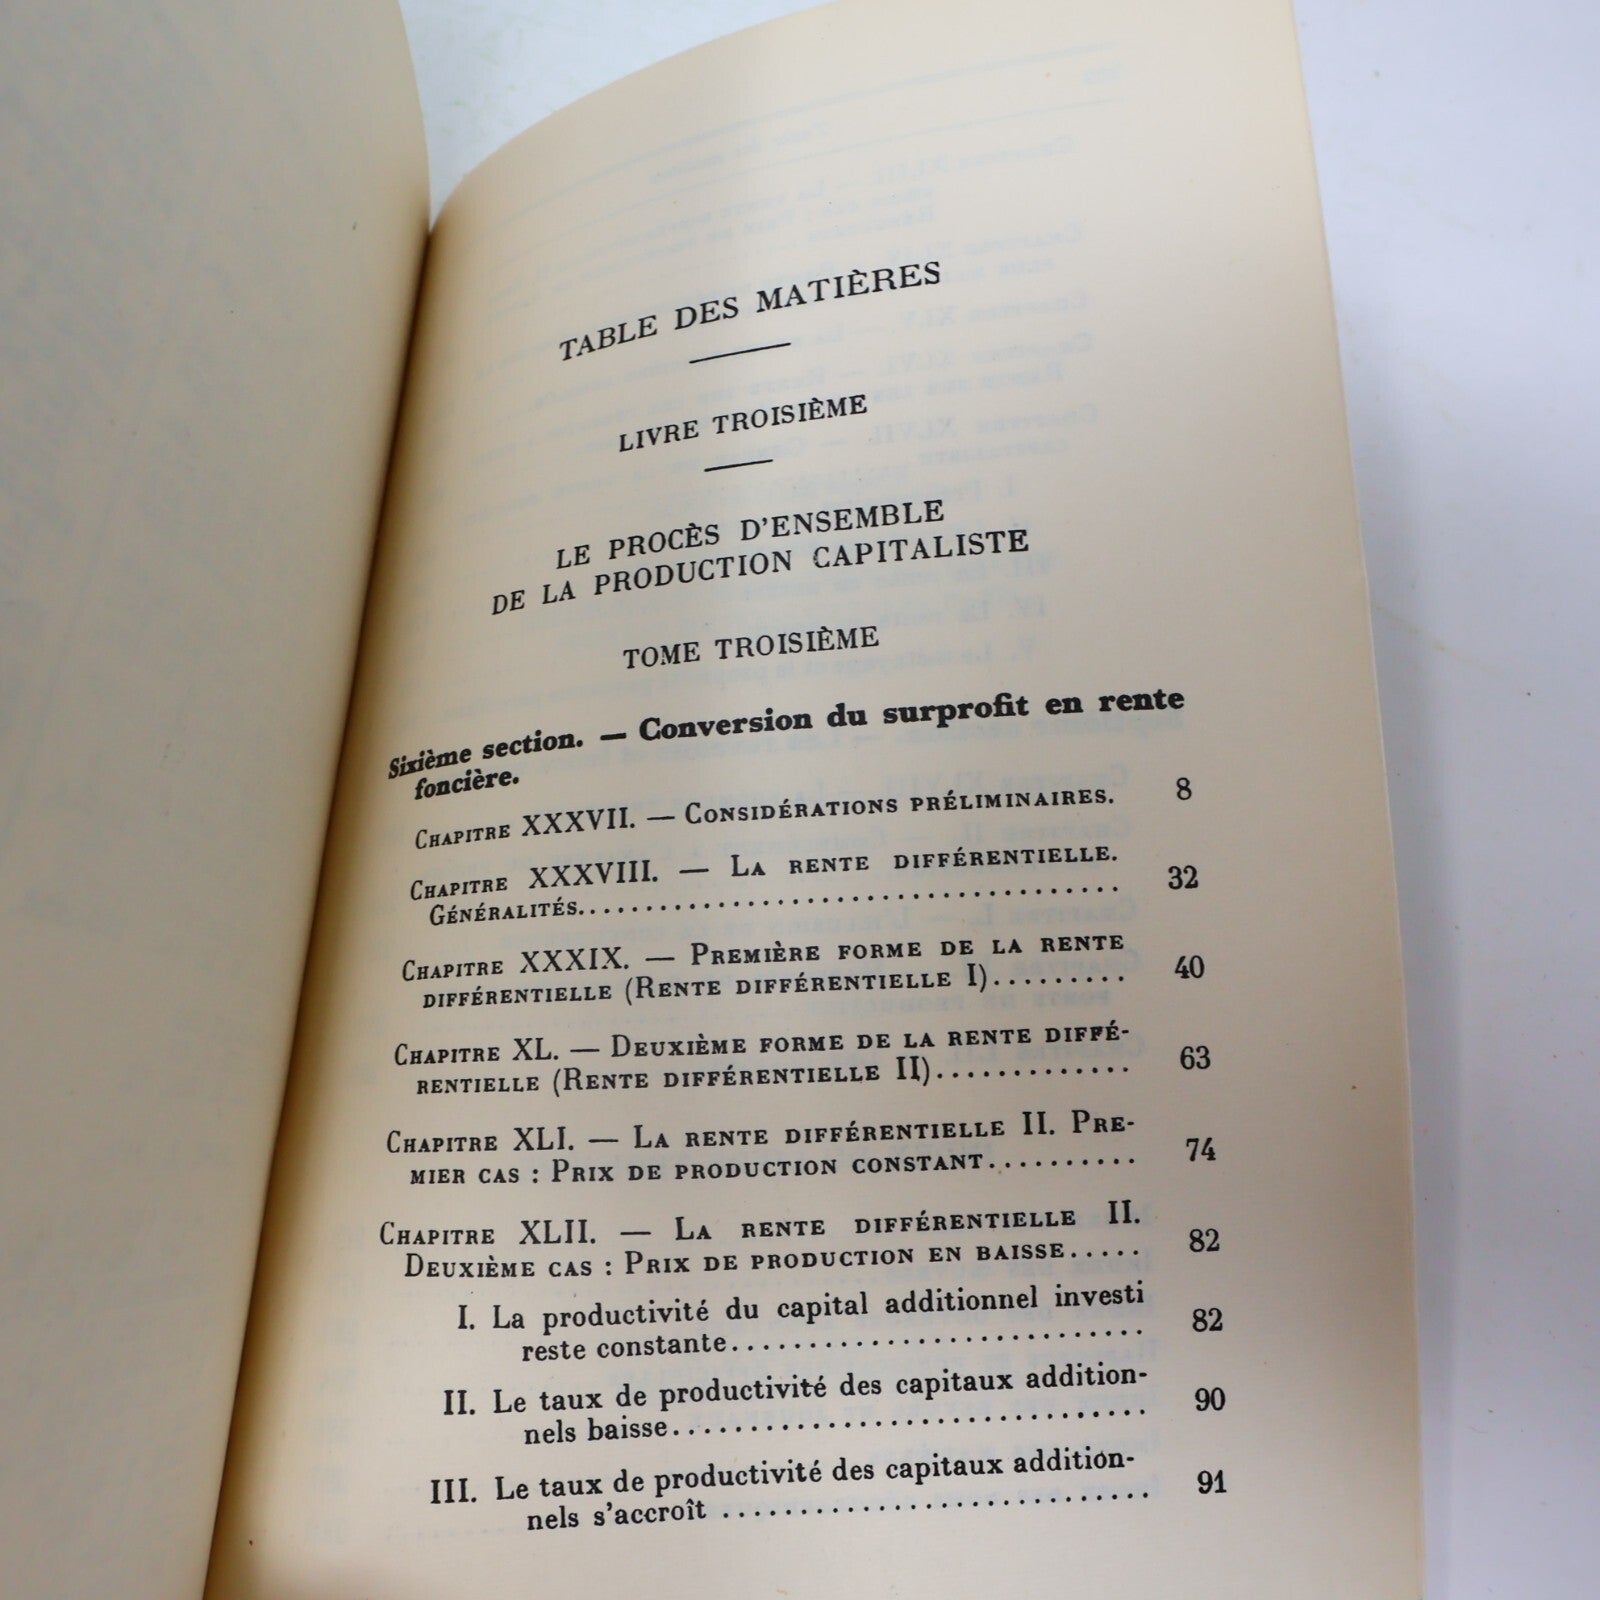 TABLE DES MATIÈRES
LIVRE TROISIÈME
LE PROCÈS D'ENSEMBLE
DE LA PRODUCTION CAPITALISTE
TOME TROISIÈME
Sixième section. — Conversion du surprofit en rente
foncière.
CHAPITRE XXXVII. — CONSIDÉRATIONS PRÉLIMINAIRES. 8
CHAPITRE XXXVIII. — LA RENTE DIFFÉRENTIELLE.
GÉNÉRALITÉS........................................ 32
CHAPITRE XXXIX. — PREMIÈRE FORME DE LA RENTE
DIFFÉRENTIELLE (RENTE DIFFÉRENTIELLE I).......... 40
CHAPITRE XL. — DEUXIÈME FORME DE LA RENTE DIFFÉ-
RENTIELLE (RENTE DIFFÉRENTIELLE II)............. 63
CHAPITRE XLI. — LA RENTE DIFFÉRENTIELLE II. PRE-
MIER CAS : PRIX DE PRODUCTION CONSTANT.......... 74
CHAPITRE XLII. — LA RENTE DIFFÉRENTIELLE II.
DEUXIÈME CAS : PRIX DE PRODUCTION EN BAISSE..... 82
I. La productivité du capital additionnel investi
reste constante........................... 82
II. Le taux de productivité des capitaux addition-
nels baisse............................... 90
III. Le taux de productivité des capitaux addition-
nels s'accroît ............................ 91